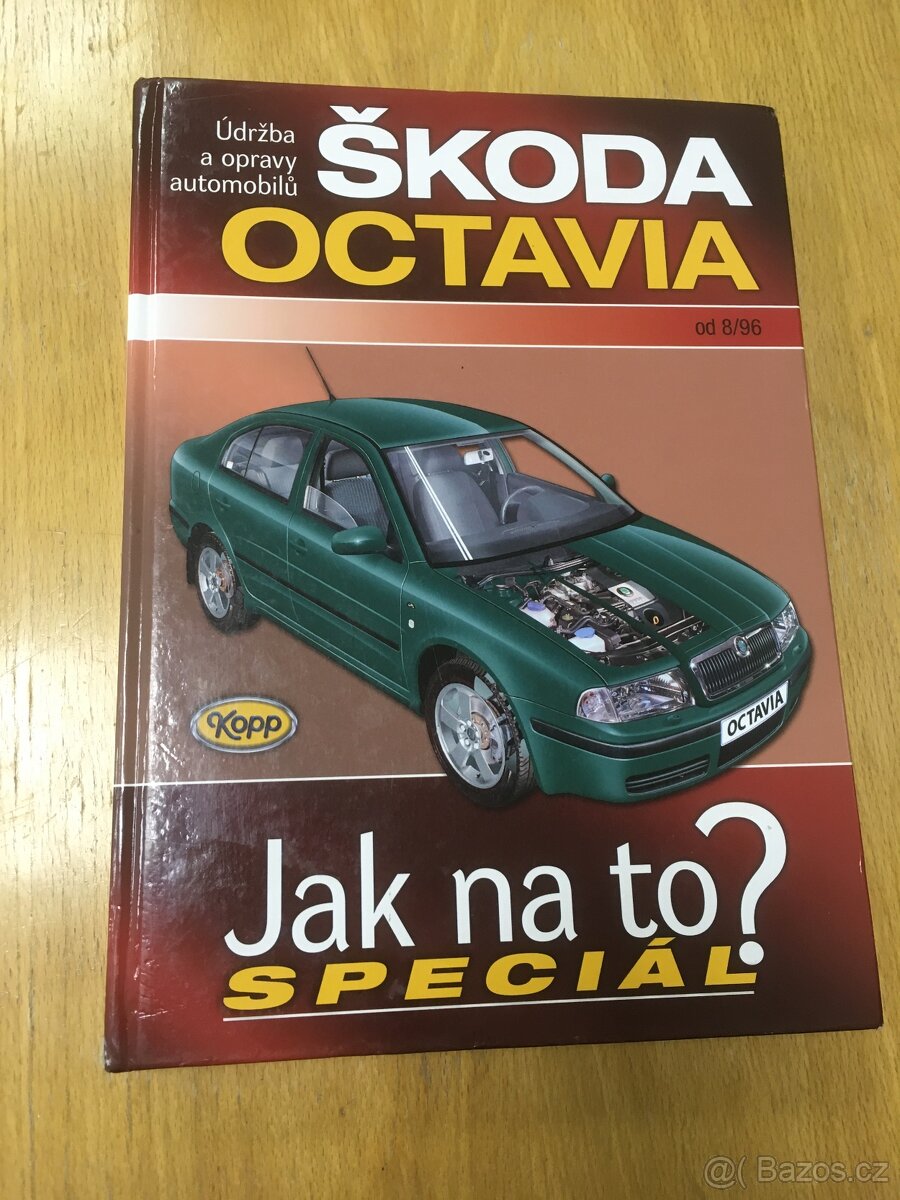 Údržba
a opravy
automobilů
ŠKODA
OCTAVIA
od 8/96
OCTAVIA
Kopp
Jak na to?
SPECIÁL
@( Bazos.cz